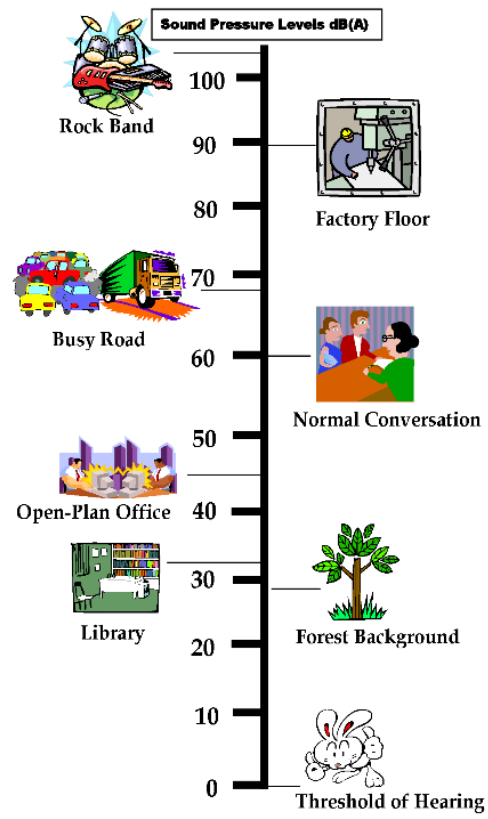 Sound Pressure Levels dB(A)
100
Rock Band
90
80
Factory Floor
70
Busy Road
60
Normal Conversation
50
Open-Plan Office
40
30
Library
Forest Background
20
10
0
Threshold of Hearing